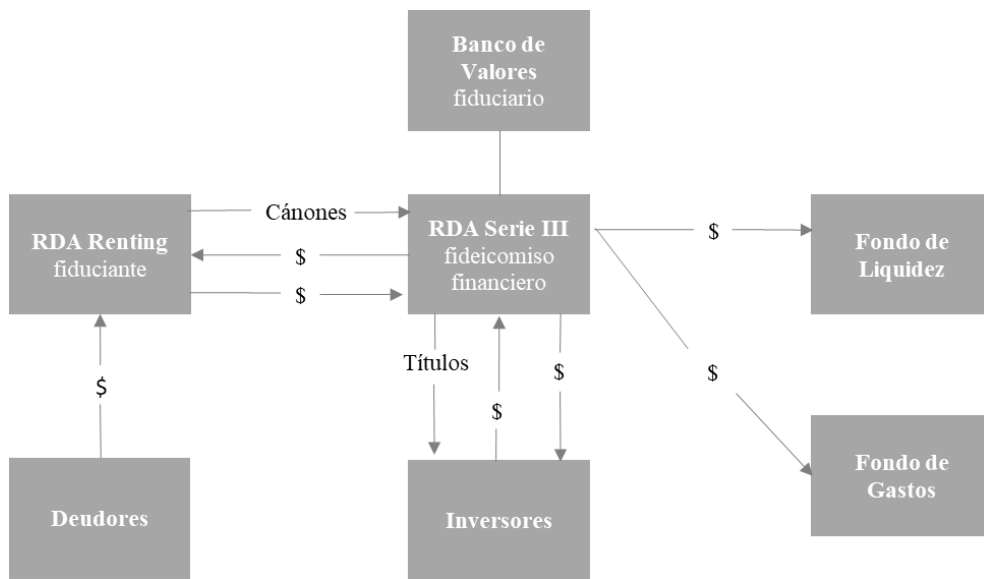 Banco de
Valores
fiduciario
RDA Renting
fiduciante
Cánones
$
$
RDA Serie III
fideicomiso
financiero
$
Fondo de
Liquidez
$
Títulos
$
$
$
Deudores
Inversores
Fondo de
Gastos